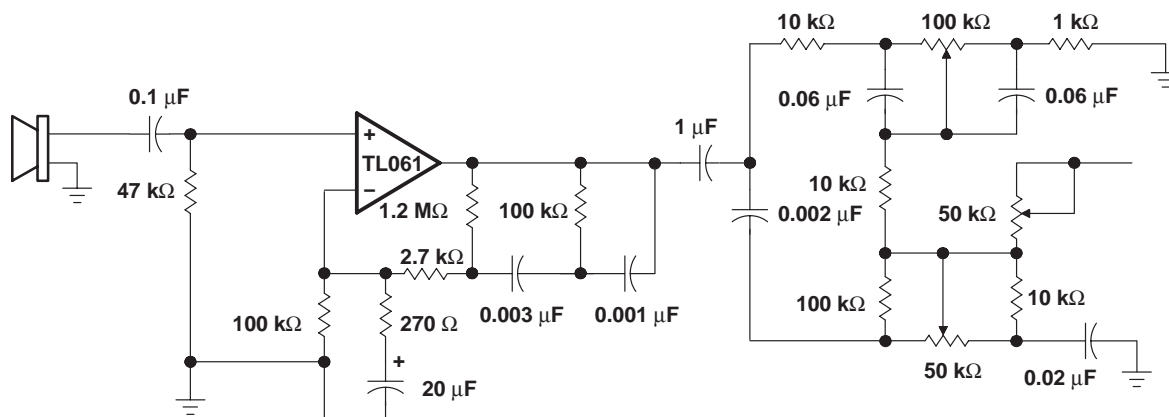 10 kΩ
100 kΩ
1 kΩ
0.1 μF
0.06 μF
0.06 μF
1 μF
+
TL061
−
47 kΩ
1.2 MΩ
100 kΩ
10 kΩ
0.002 μF
50 kΩ
2.7 kΩ
0.003 μF
0.001 μF
100 kΩ
270 Ω
100 kΩ
10 kΩ
+
20 μF
50 kΩ
0.02 μF